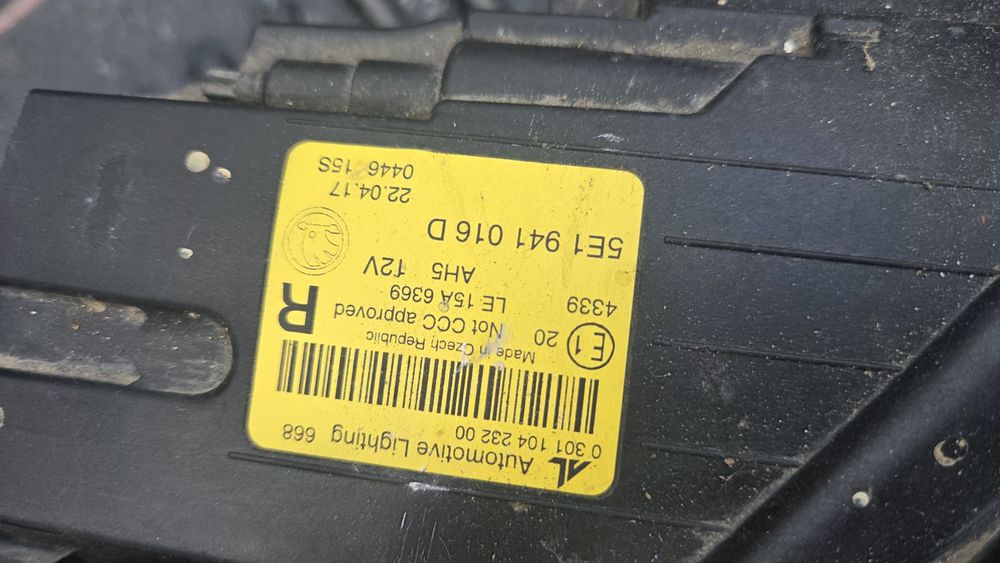 AL Automotive Lighting 668
0 301 104 232 00
Made in Czech Republic
E1 20 Not CCC approved R
4339 LE 15A 6369
AH5 12V
5E1 941 016 D
22.04.17
0446 15S